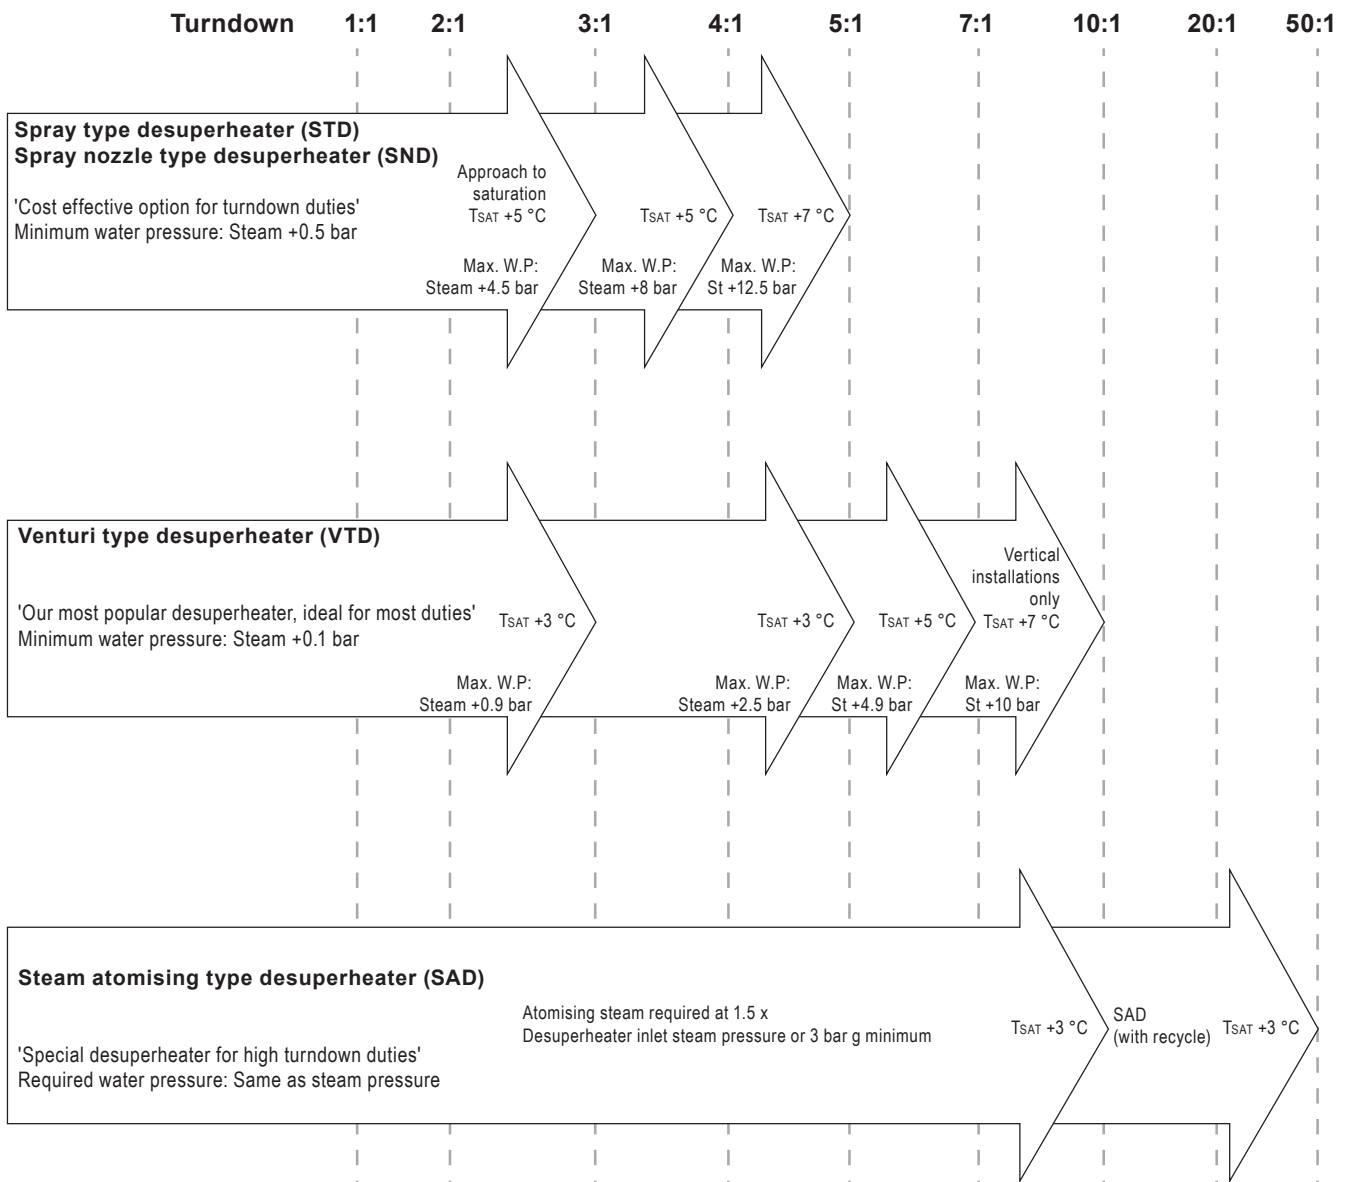 Turndown 1:1 2:1 3:1 4:1 5:1 7:1 10:1 20:1 50:1
Spray type desuperheater (STD)
Spray nozzle type desuperheater (SND)
'Cost effective option for turndown duties'
Minimum water pressure: Steam +0.5 bar
Approach to
saturation
TSAT +5 °C
Max. W.P:
Steam +4.5 bar
TSAT +5 °C
Max. W.P:
Steam +8 bar
TSAT +7 °C
Max. W.P:
St +12.5 bar
Venturi type desuperheater (VTD)
'Our most popular desuperheater, ideal for most duties'
Minimum water pressure: Steam +0.1 bar
TSAT +3 °C
Max. W.P:
Steam +0.9 bar
TSAT +3 °C
Max. W.P:
Steam +2.5 bar
TSAT +5 °C
Max. W.P:
St +4.9 bar
Vertical
installations
only
TSAT +7 °C
Max. W.P:
St +10 bar
Steam atomising type desuperheater (SAD)
'Special desuperheater for high turndown duties'
Required water pressure: Same as steam pressure
Atomising steam required at 1.5 x
Desuperheater inlet steam pressure or 3 bar g minimum
TSAT +3 °C
SAD
(with recycle)
TSAT +3 °C